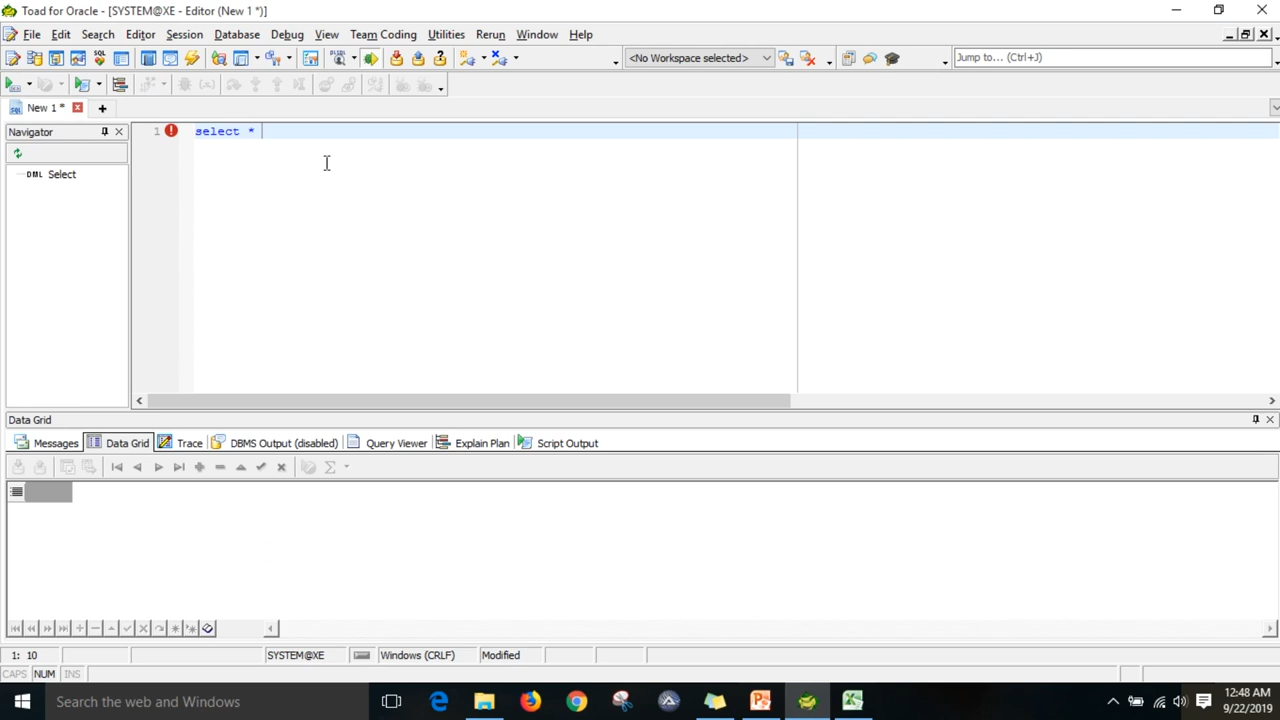 Toad for Oracle - [SYSTEM@XE - Editor (New 1 *)]
File Edit Search Editor Session Database Debug View Team Coding Utilities Rerun Window Help
SQL <No Workspace selected> Jump to... (Ctrl+J)
New 1 *
Navigator
1 select *
DML Select
Data Grid
Messages Data Grid Trace DBMS Output (disabled) Query Viewer Explain Plan Script Output
1: 10 SYSTEM@XE Windows (CRLF) Modified
CAPS NUM INS
Search the web and Windows
12:48 AM
9/22/2019